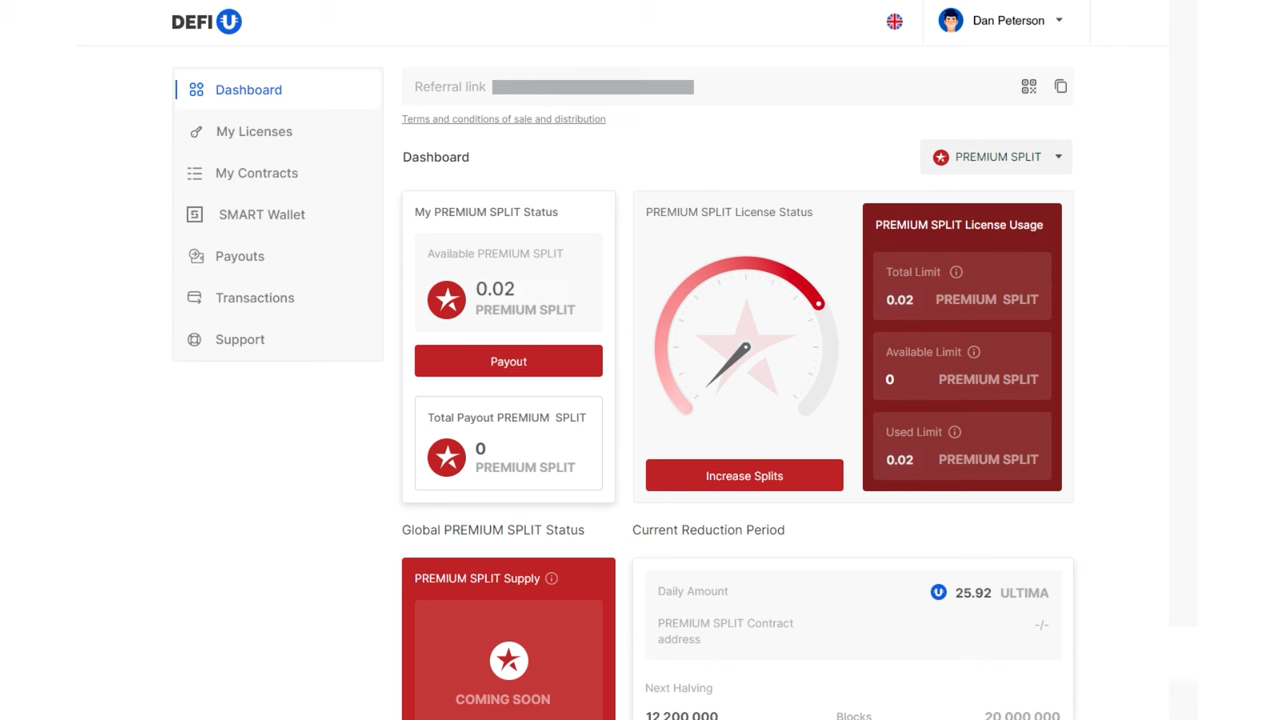 DEFI U
Dan Peterson
Dashboard
My Licenses
My Contracts
SMART Wallet
Payouts
Transactions
Support
Referral link
Terms and conditions of sale and distribution
Dashboard
PREMIUM SPLIT
My PREMIUM SPLIT Status
Available PREMIUM SPLIT
0.02
PREMIUM SPLIT
Payout
Total Payout PREMIUM SPLIT
0
PREMIUM SPLIT
PREMIUM SPLIT License Status
Increase Splits
PREMIUM SPLIT License Usage
Total Limit
0.02 PREMIUM SPLIT
Available Limit
0 PREMIUM SPLIT
Used Limit
0.02 PREMIUM SPLIT
Global PREMIUM SPLIT Status
PREMIUM SPLIT Supply
COMING SOON
Current Reduction Period
Daily Amount 25.92 ULTIMA
PREMIUM SPLIT Contract
address -/-
Next Halving
12 200 000 Blocks 20 000 000